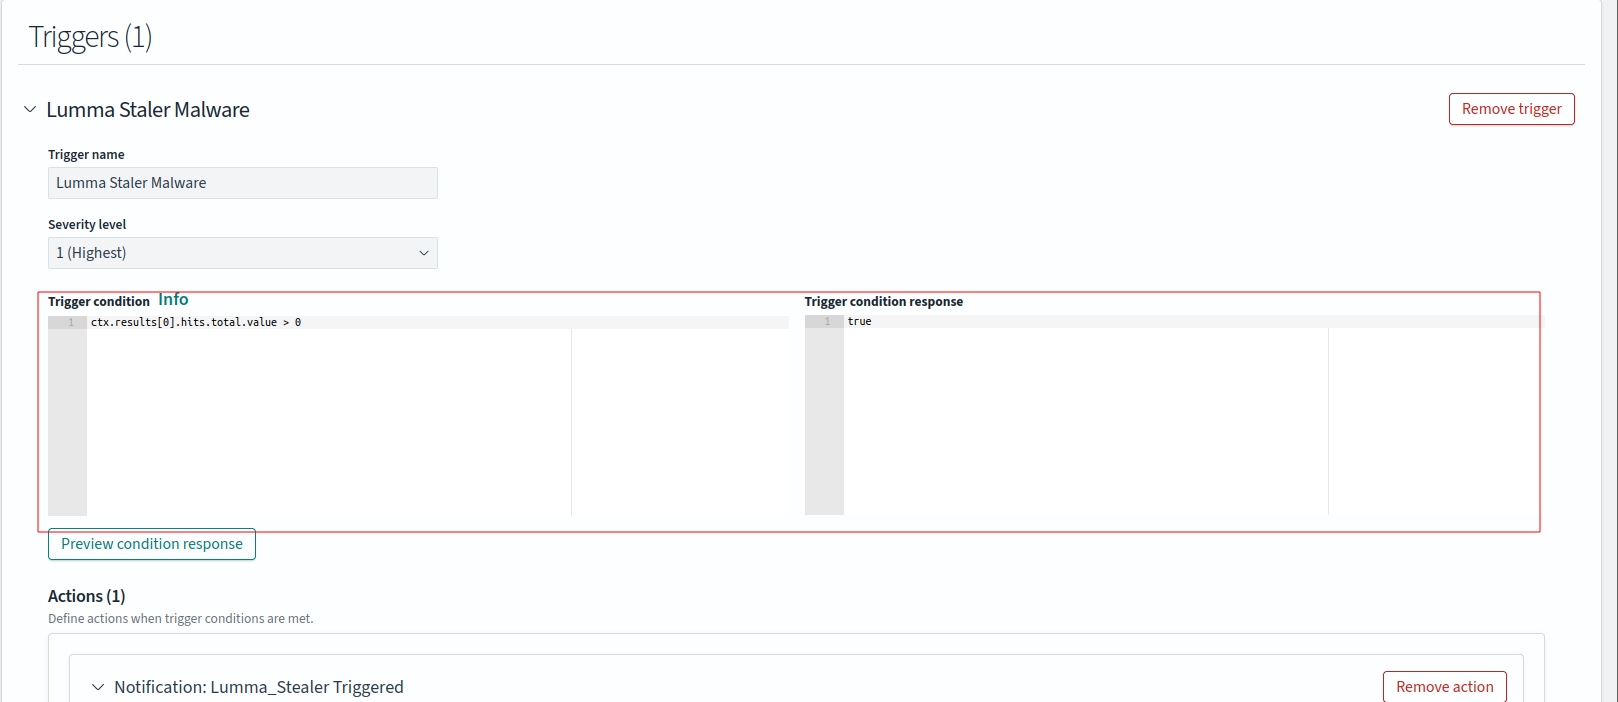 Triggers (1)
Lumma Staler Malware
Remove trigger
Trigger name
Lumma Staler Malware
Severity level
1 (Highest)
Trigger condition Info
1 ctx.results[0].hits.total.value > 0
Trigger condition response
1 true
Preview condition response
Actions (1)
Define actions when trigger conditions are met.
Notification: Lumma_Stealer Triggered
Remove action